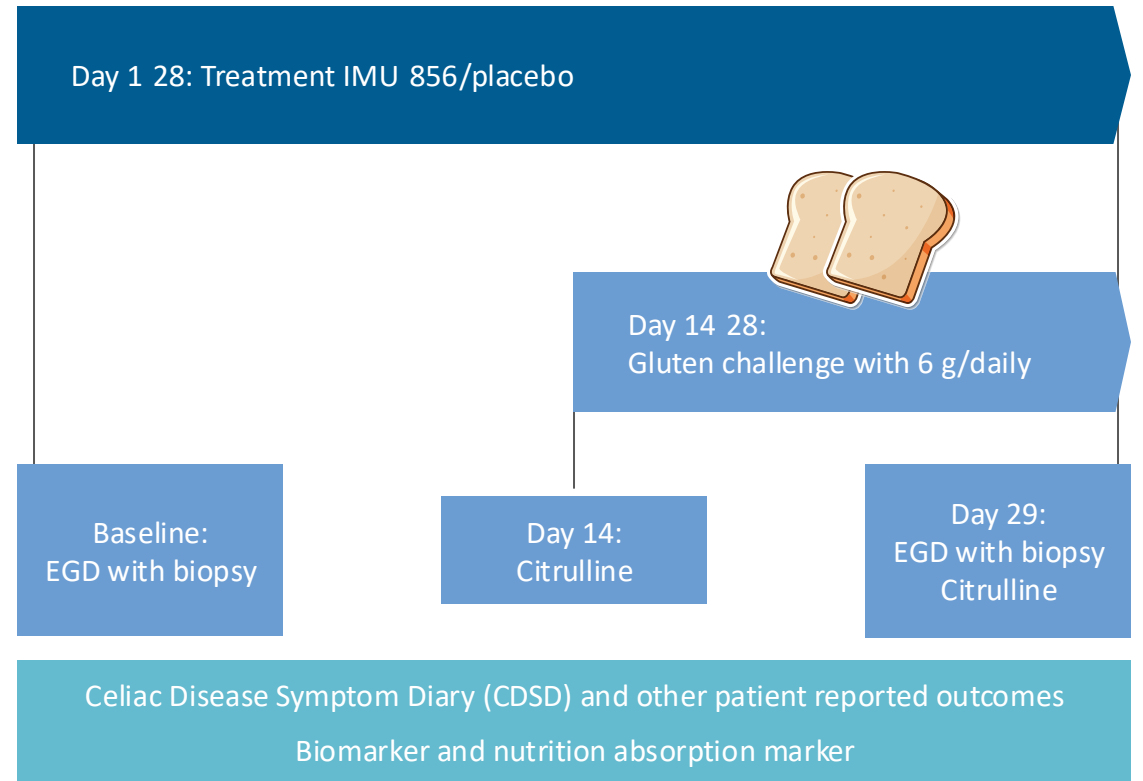 Day 1 28: Treatment IMU 856/placebo
Day 14 28:
Gluten challenge with 6 g/daily
Baseline:
EGD with biopsy
Day 14:
Citrulline
Day 29:
EGD with biopsy
Citrulline
Celiac Disease Symptom Diary (CDSD) and other patient reported outcomes
Biomarker and nutrition absorption marker